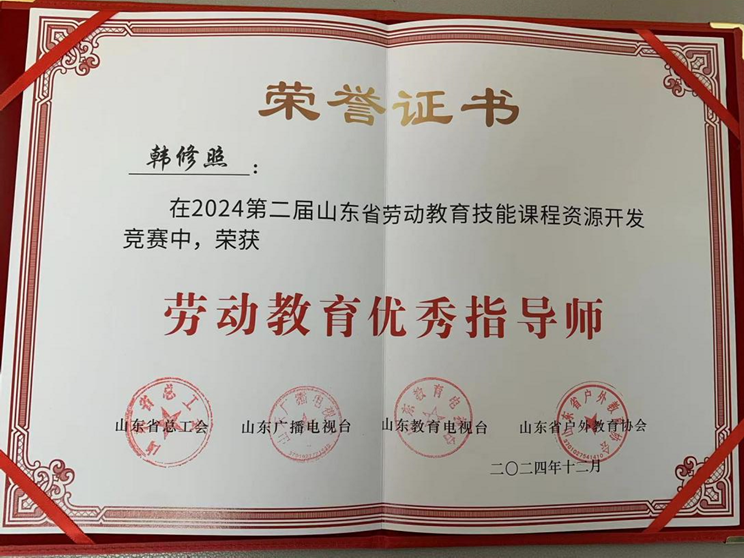 荣誉证书
韩修照：
在2024第二届山东省劳动教育技能课程资源开发
竞赛中，荣获
劳动教育优秀指导师
山东省总工会
山东广播电视台
山东教育电视台
山东省户外教育协会
二〇二四年十二月